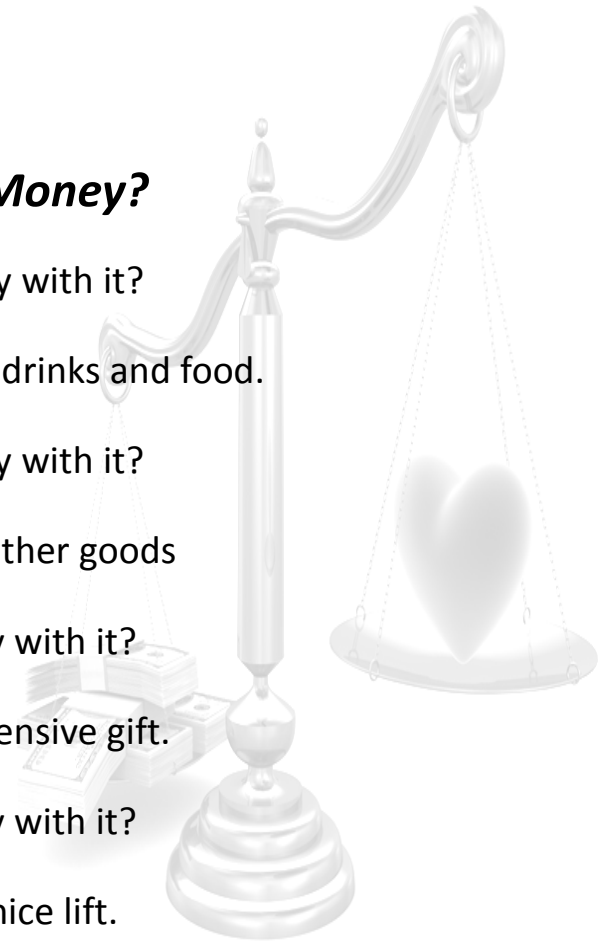 Money?
y with it?
drinks and food.
y with it?
ther goods
y with it?
ensive gift.
y with it?
nice lift.